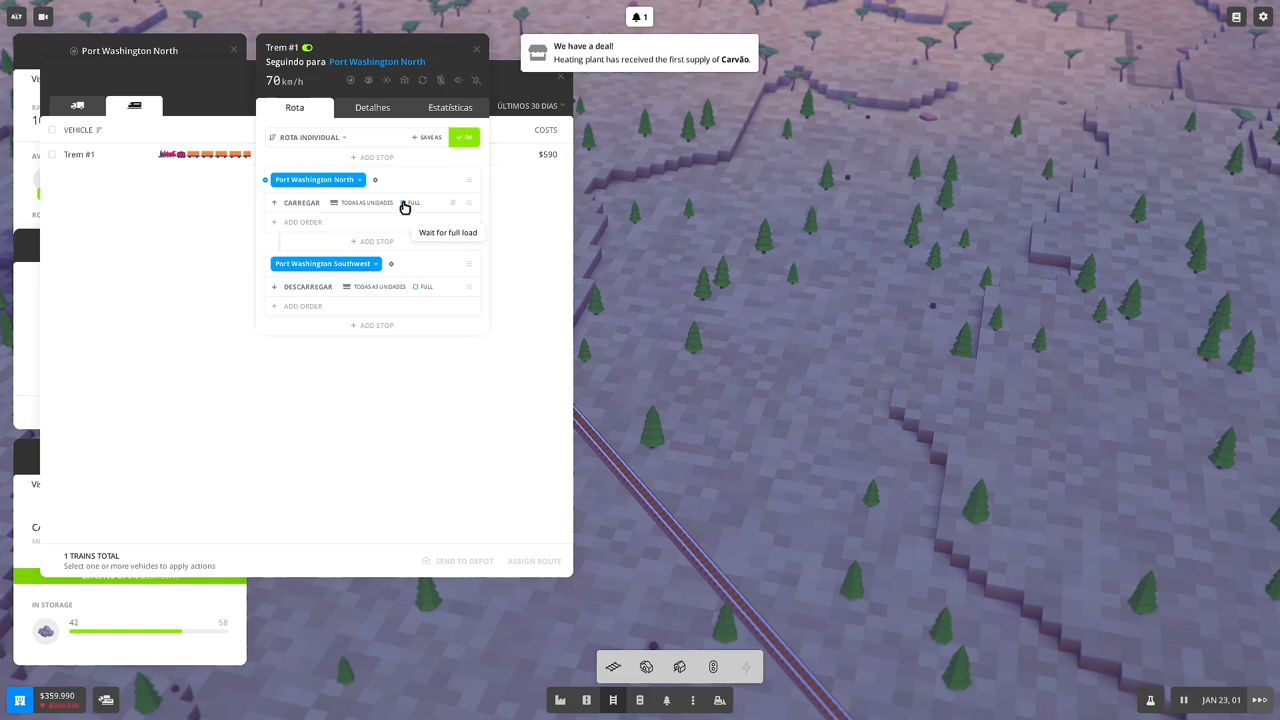 ALT
1
Port Washington North
Trem #1
Seguindo para Port Washington North
70km/h
We have a deal!
Heating plant has received the first supply of Carvão.
Rota
Detalhes
Estatísticas
ÚLTIMOS 30 DIAS
VEHICLE
COSTS
Trem #1
$590
ROTA INDIVIDUAL
+ SAVE AS
OK
+ ADD STOP
Port Washington North
CARREGAR
TODAS AS UNIDADES
FULL
+ ADD ORDER
Wait for full load
+ ADD STOP
Port Washington Southwest
DESCARREGAR
TODAS AS UNIDADES
FULL
+ ADD ORDER
+ ADD STOP
1 TRAINS TOTAL
Select one or more vehicles to apply actions
SEND TO DEPOT
ASSIGN ROUTE
IN STORAGE
42
58
$359.990
JAN 23, 01